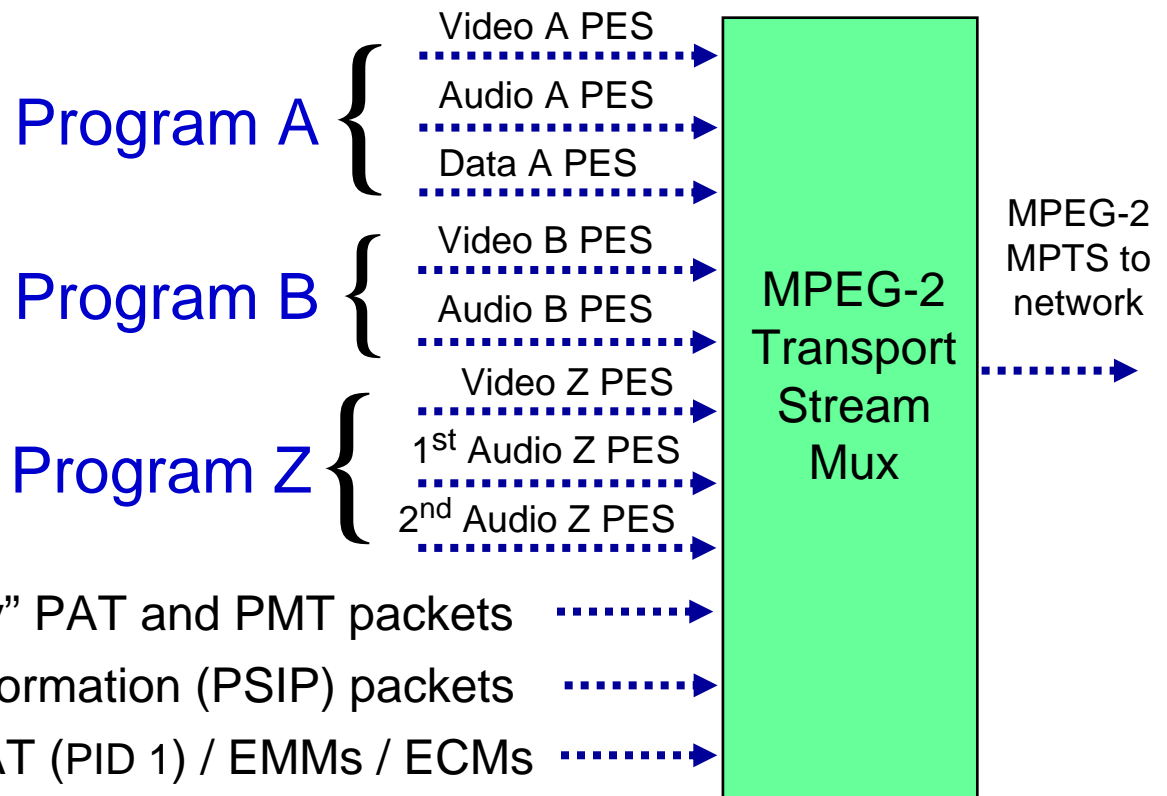 Video A PES
Audio A PES
Program A
Data A PES
Video B PES
Program B
Audio B PES
Video Z PES
1st Audio Z PES
Program Z
2nd Audio Z PES
” PAT and PMT packets
(PSIP) packets
(PID 1) / EMMs / ECMs
MPEG-2
Transport
Stream
Mux
MPEG-2
MPTS to
network